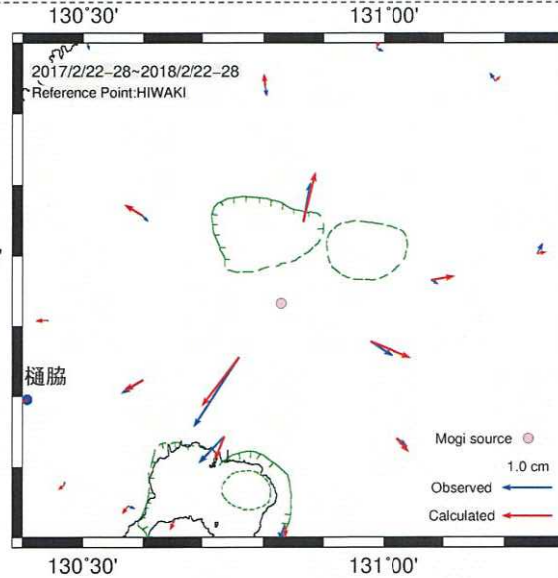 130˚30' 131˚00'
2017/2/22−28~2018/2/22−28
Reference Point:HIWAKI
樋脇
Mogi source
1.0 cm
Observed
Calculated
130˚30' 131˚00'